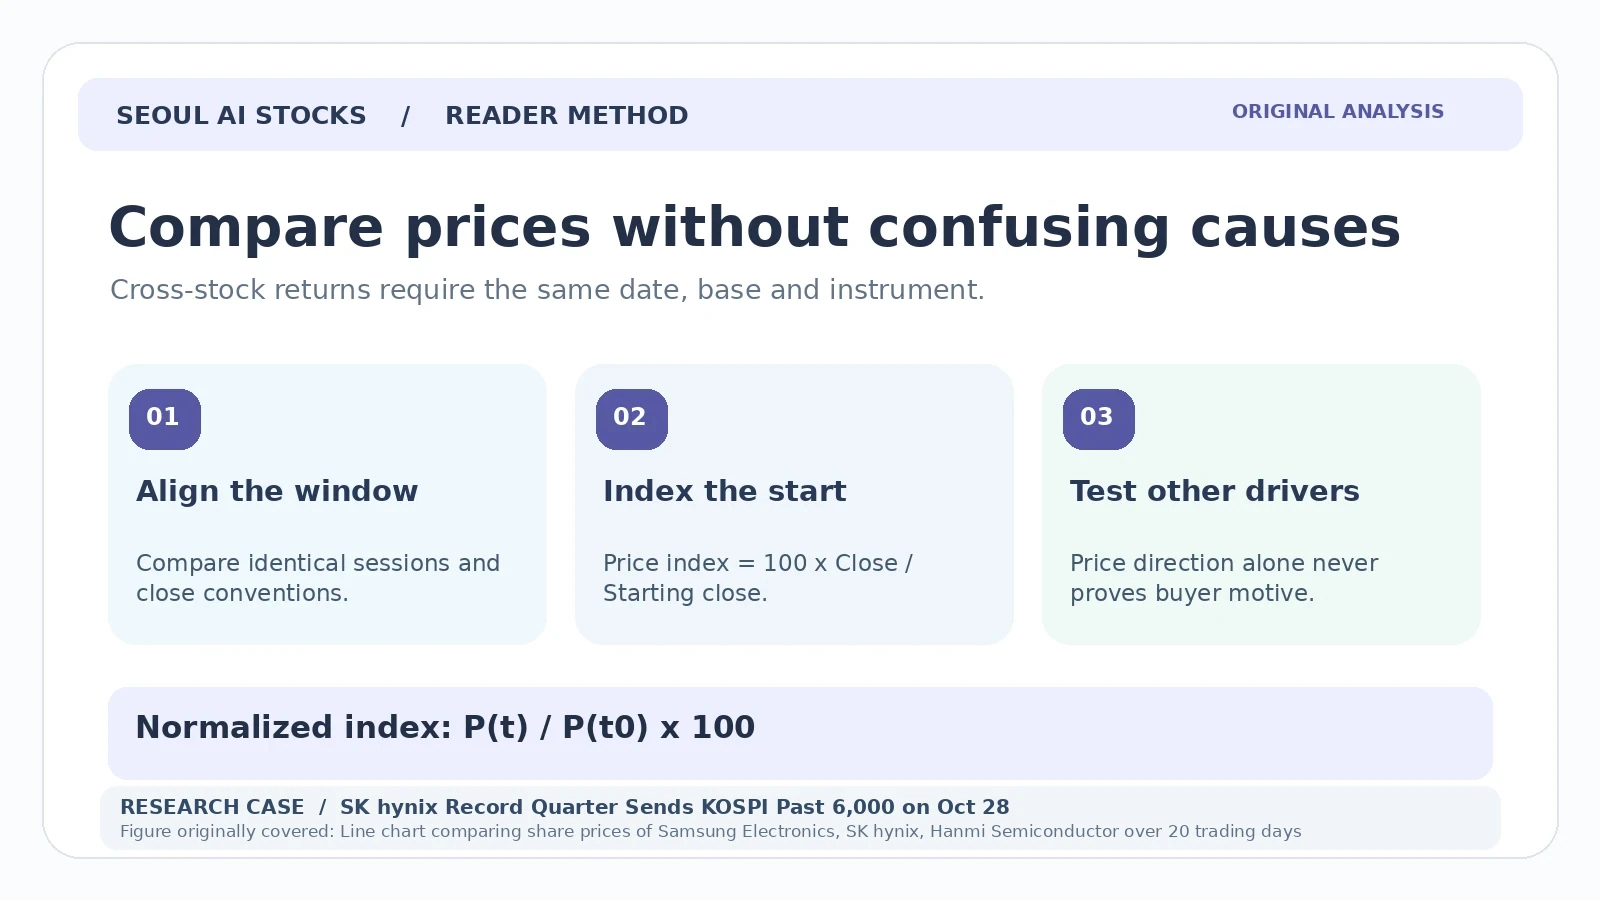 SEOUL AI STOCKS / READER METHOD
ORIGINAL ANALYSIS
Compare prices without confusing causes
Cross-stock returns require the same date, base and instrument.
01
Align the window
Compare identical sessions and
close conventions.
02
Index the start
Price index = 100 x Close /
Starting close.
03
Test other drivers
Price direction alone never
proves buyer motive.
Normalized index: P(t) / P(t0) x 100
RESEARCH CASE / SK hynix Record Quarter Sends KOSPI Past 6,000 on Oct 28
Figure originally covered: Line chart comparing share prices of Samsung Electronics, SK hynix, Hanmi Semiconductor over 20 trading days